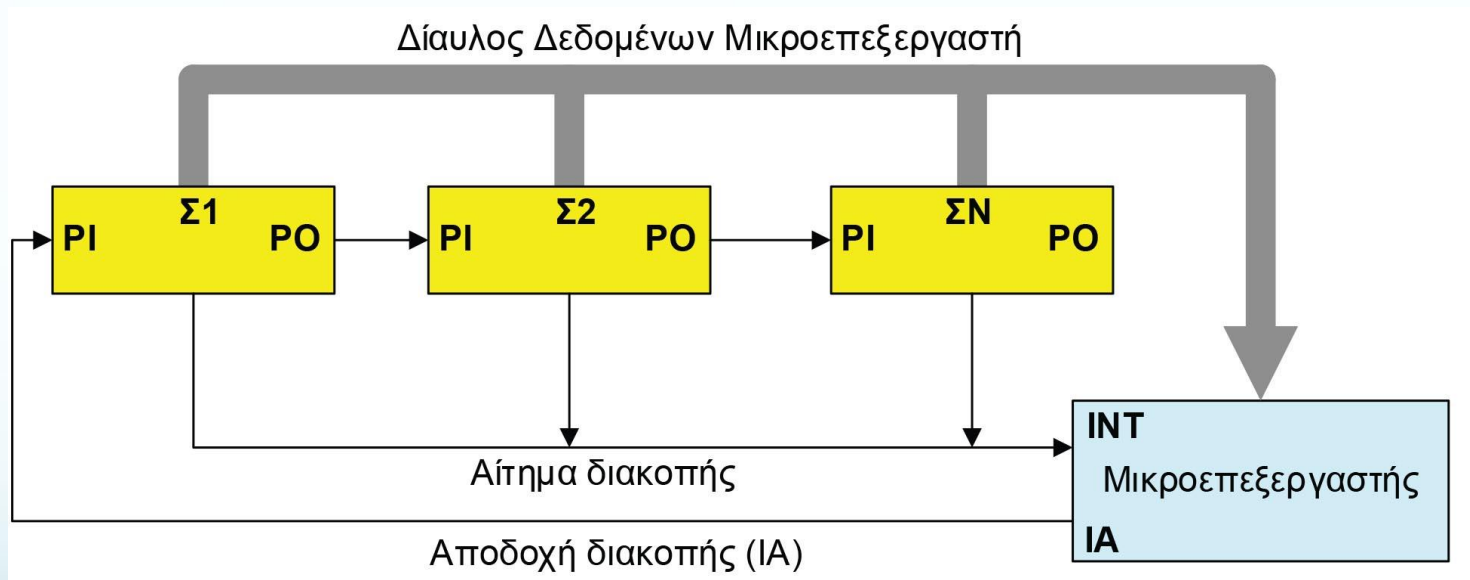 Δίαυλος Δεδομένων Μικροεπεξεργαστή
Σ1
PI
PO
Σ2
PI
PO
ΣN
PI
PO
INT
Αίτημα διακοπής
Μικροεπεξεργαστής
IA
Αποδοχή διακοπής (IA)